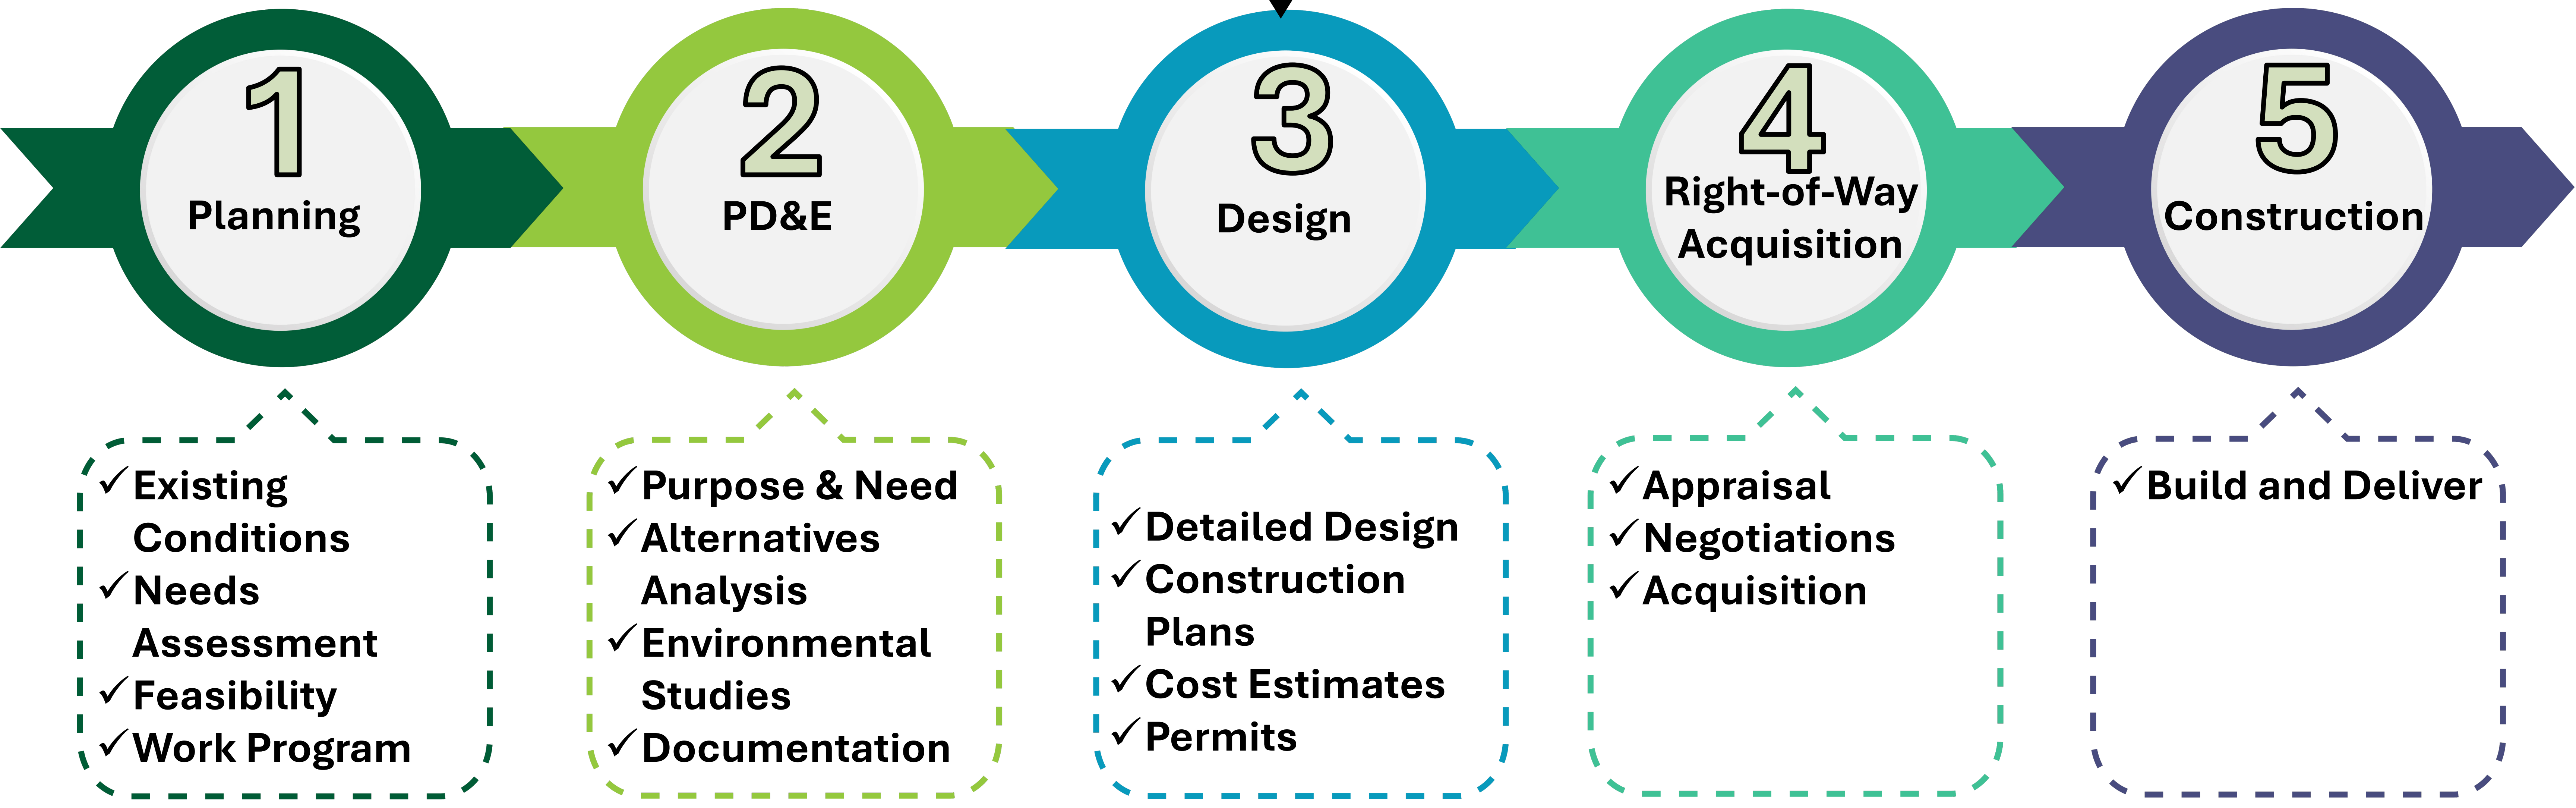 1
Planning
2
PD&E
3
Design
4
Right-of-Way
Acquisition
5
Construction
✓Existing
Conditions
✓Needs
Assessment
✓Feasibility
✓Work Program
✓Purpose & Need
✓Alternatives
Analysis
✓Environmental
Studies
✓Documentation
✓Detailed Design
✓Construction
Plans
✓Cost Estimates
✓Permits
✓Appraisal
✓Negotiations
✓Acquisition
✓Build and Deliver